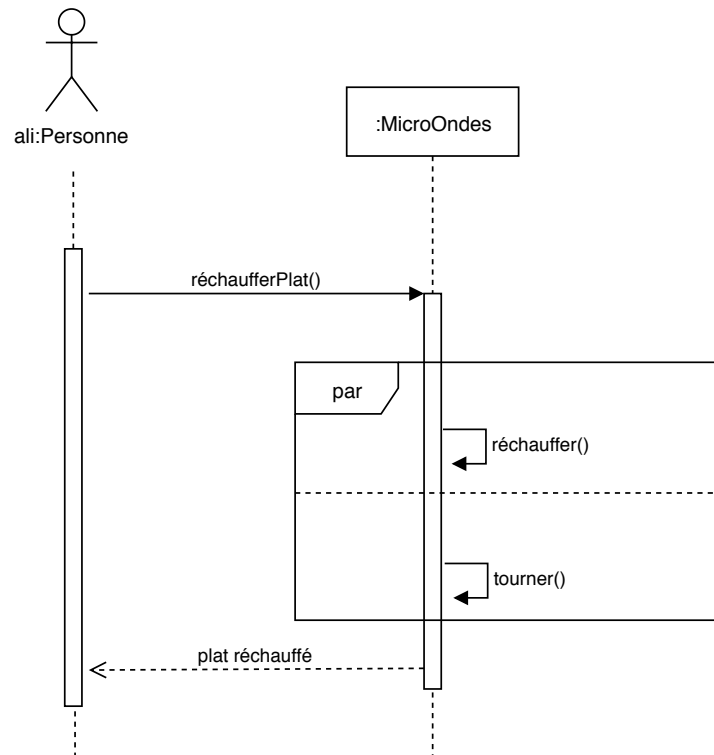 ali:Personne
:MicroOndes
réchaufferPlat()
par
réchauffer()
tourner()
plat réchauffé